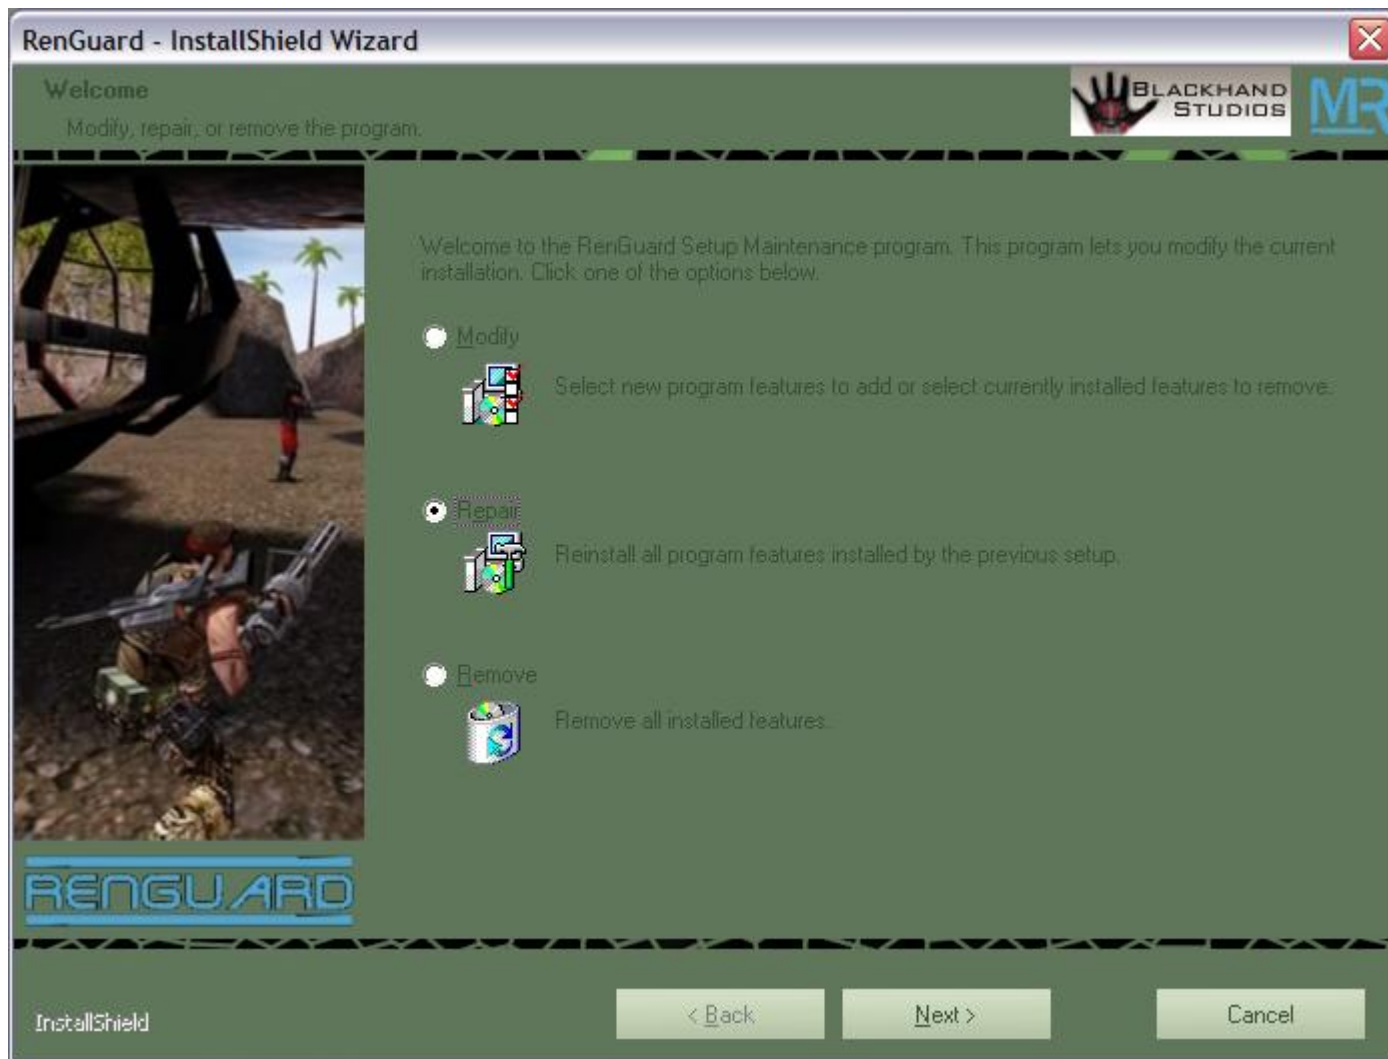 RenGuard - InstallShield Wizard
Welcome
Modify, repair, or remove the program.
BLACKHAND
STUDIOS
MR
Welcome to the RenGuard Setup Maintenance program. This program lets you modify the current
installation. Click one of the options below.
Modify
Select new program features to add or select currently installed features to remove.
Repair
Reinstall all program features installed by the previous setup.
Remove
Remove all installed features.
RENGUARD
InstallShield
< Back
Next >
Cancel